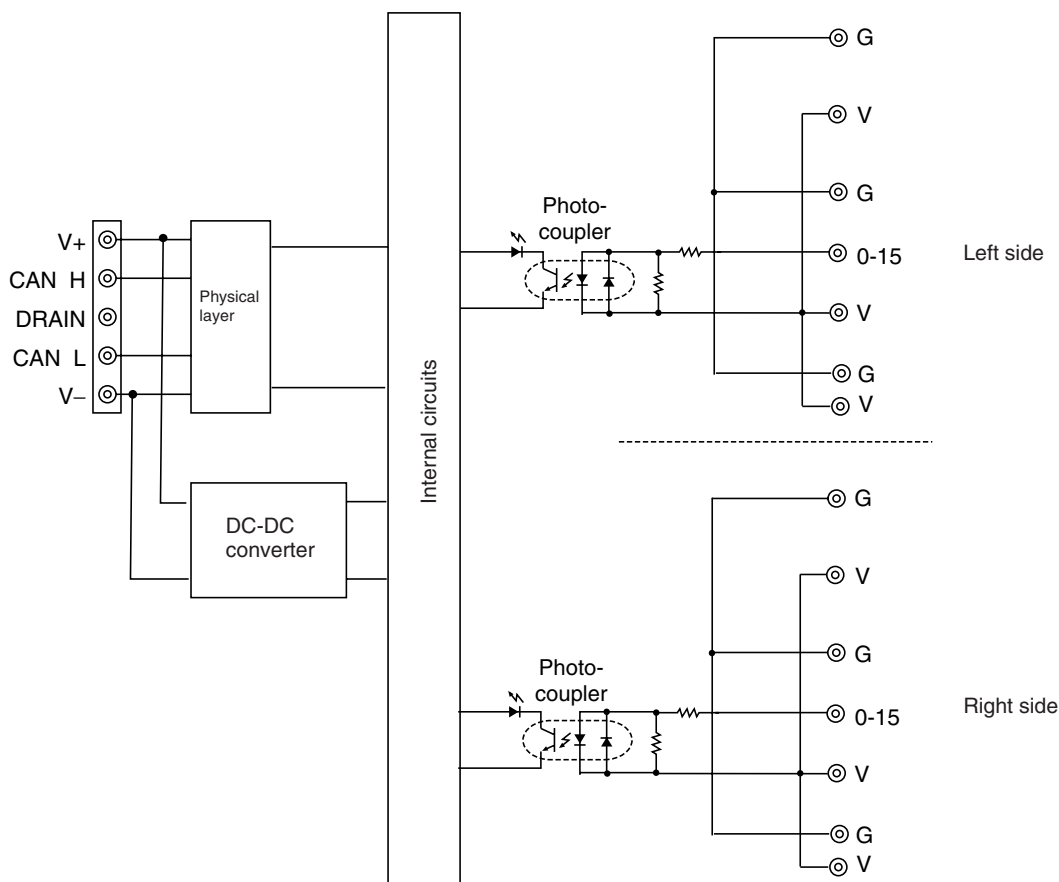 G
V
G
Photo-
coupler
0-15
Left side
V
G
V
V+
CAN H
DRAIN
CAN L
V–
Physical
layer
Internal circuits
DC-DC
converter
G
V
G
Photo-
coupler
0-15
Right side
V
G
V